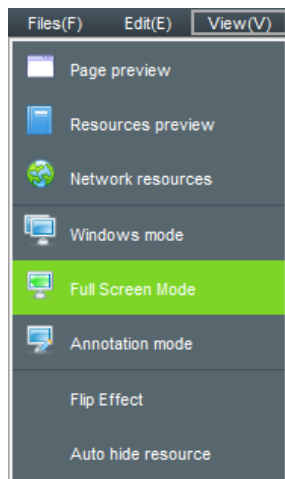 Files(F) Edit(E) View(V)
Page preview
Resources preview
Network resources
Windows mode
Full Screen Mode
Annotation mode
Flip Effect
Auto hide resource